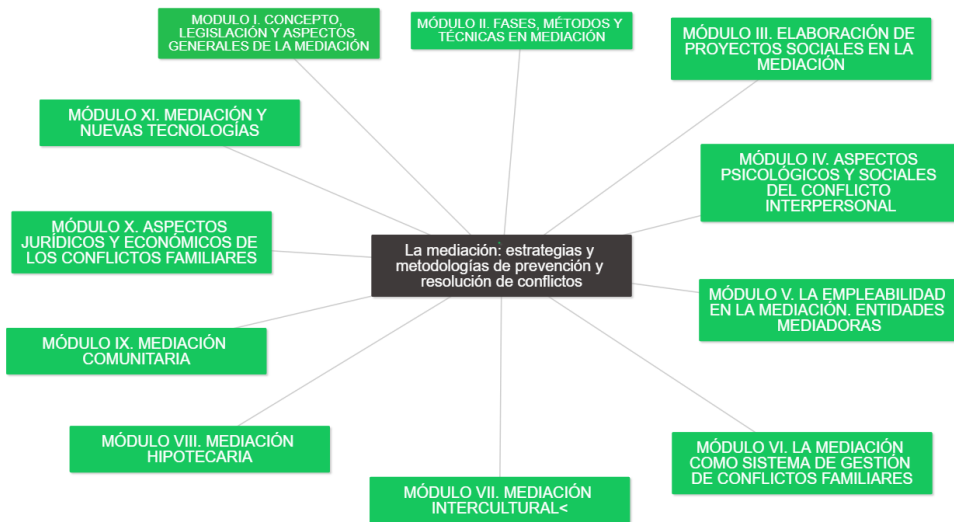 MODULO I. CONCEPTO,
LEGISLACIÓN Y ASPECTOS
GENERALES DE LA MEDIACIÓN
MÓDULO II. FASES, MÉTODOS Y
TÉCNICAS EN MEDIACIÓN
MÓDULO III. ELABORACIÓN DE
PROYECTOS SOCIALES EN LA
MEDIACIÓN
MÓDULO XI. MEDIACIÓN Y
NUEVAS TECNOLOGÍAS
MÓDULO IV. ASPECTOS
PSICOLÓGICOS Y SOCIALES
DEL CONFLICTO
INTERPERSONAL
MÓDULO X. ASPECTOS
JURÍDICOS Y ECONÓMICOS DE
LOS CONFLICTOS FAMILIARES
La mediación: estrategias y
metodologías de prevención y
resolución de conflictos
MÓDULO V. LA EMPLEABILIDAD
EN LA MEDIACIÓN. ENTIDADES
MEDIADORAS
MÓDULO IX. MEDIACIÓN
COMUNITARIA
MÓDULO VIII. MEDIACIÓN
HIPOTECARIA
MÓDULO VI. LA MEDIACIÓN
COMO SISTEMA DE GESTIÓN
DE CONFLICTOS FAMILIARES
MÓDULO VII. MEDIACIÓN
INTERCULTURAL<